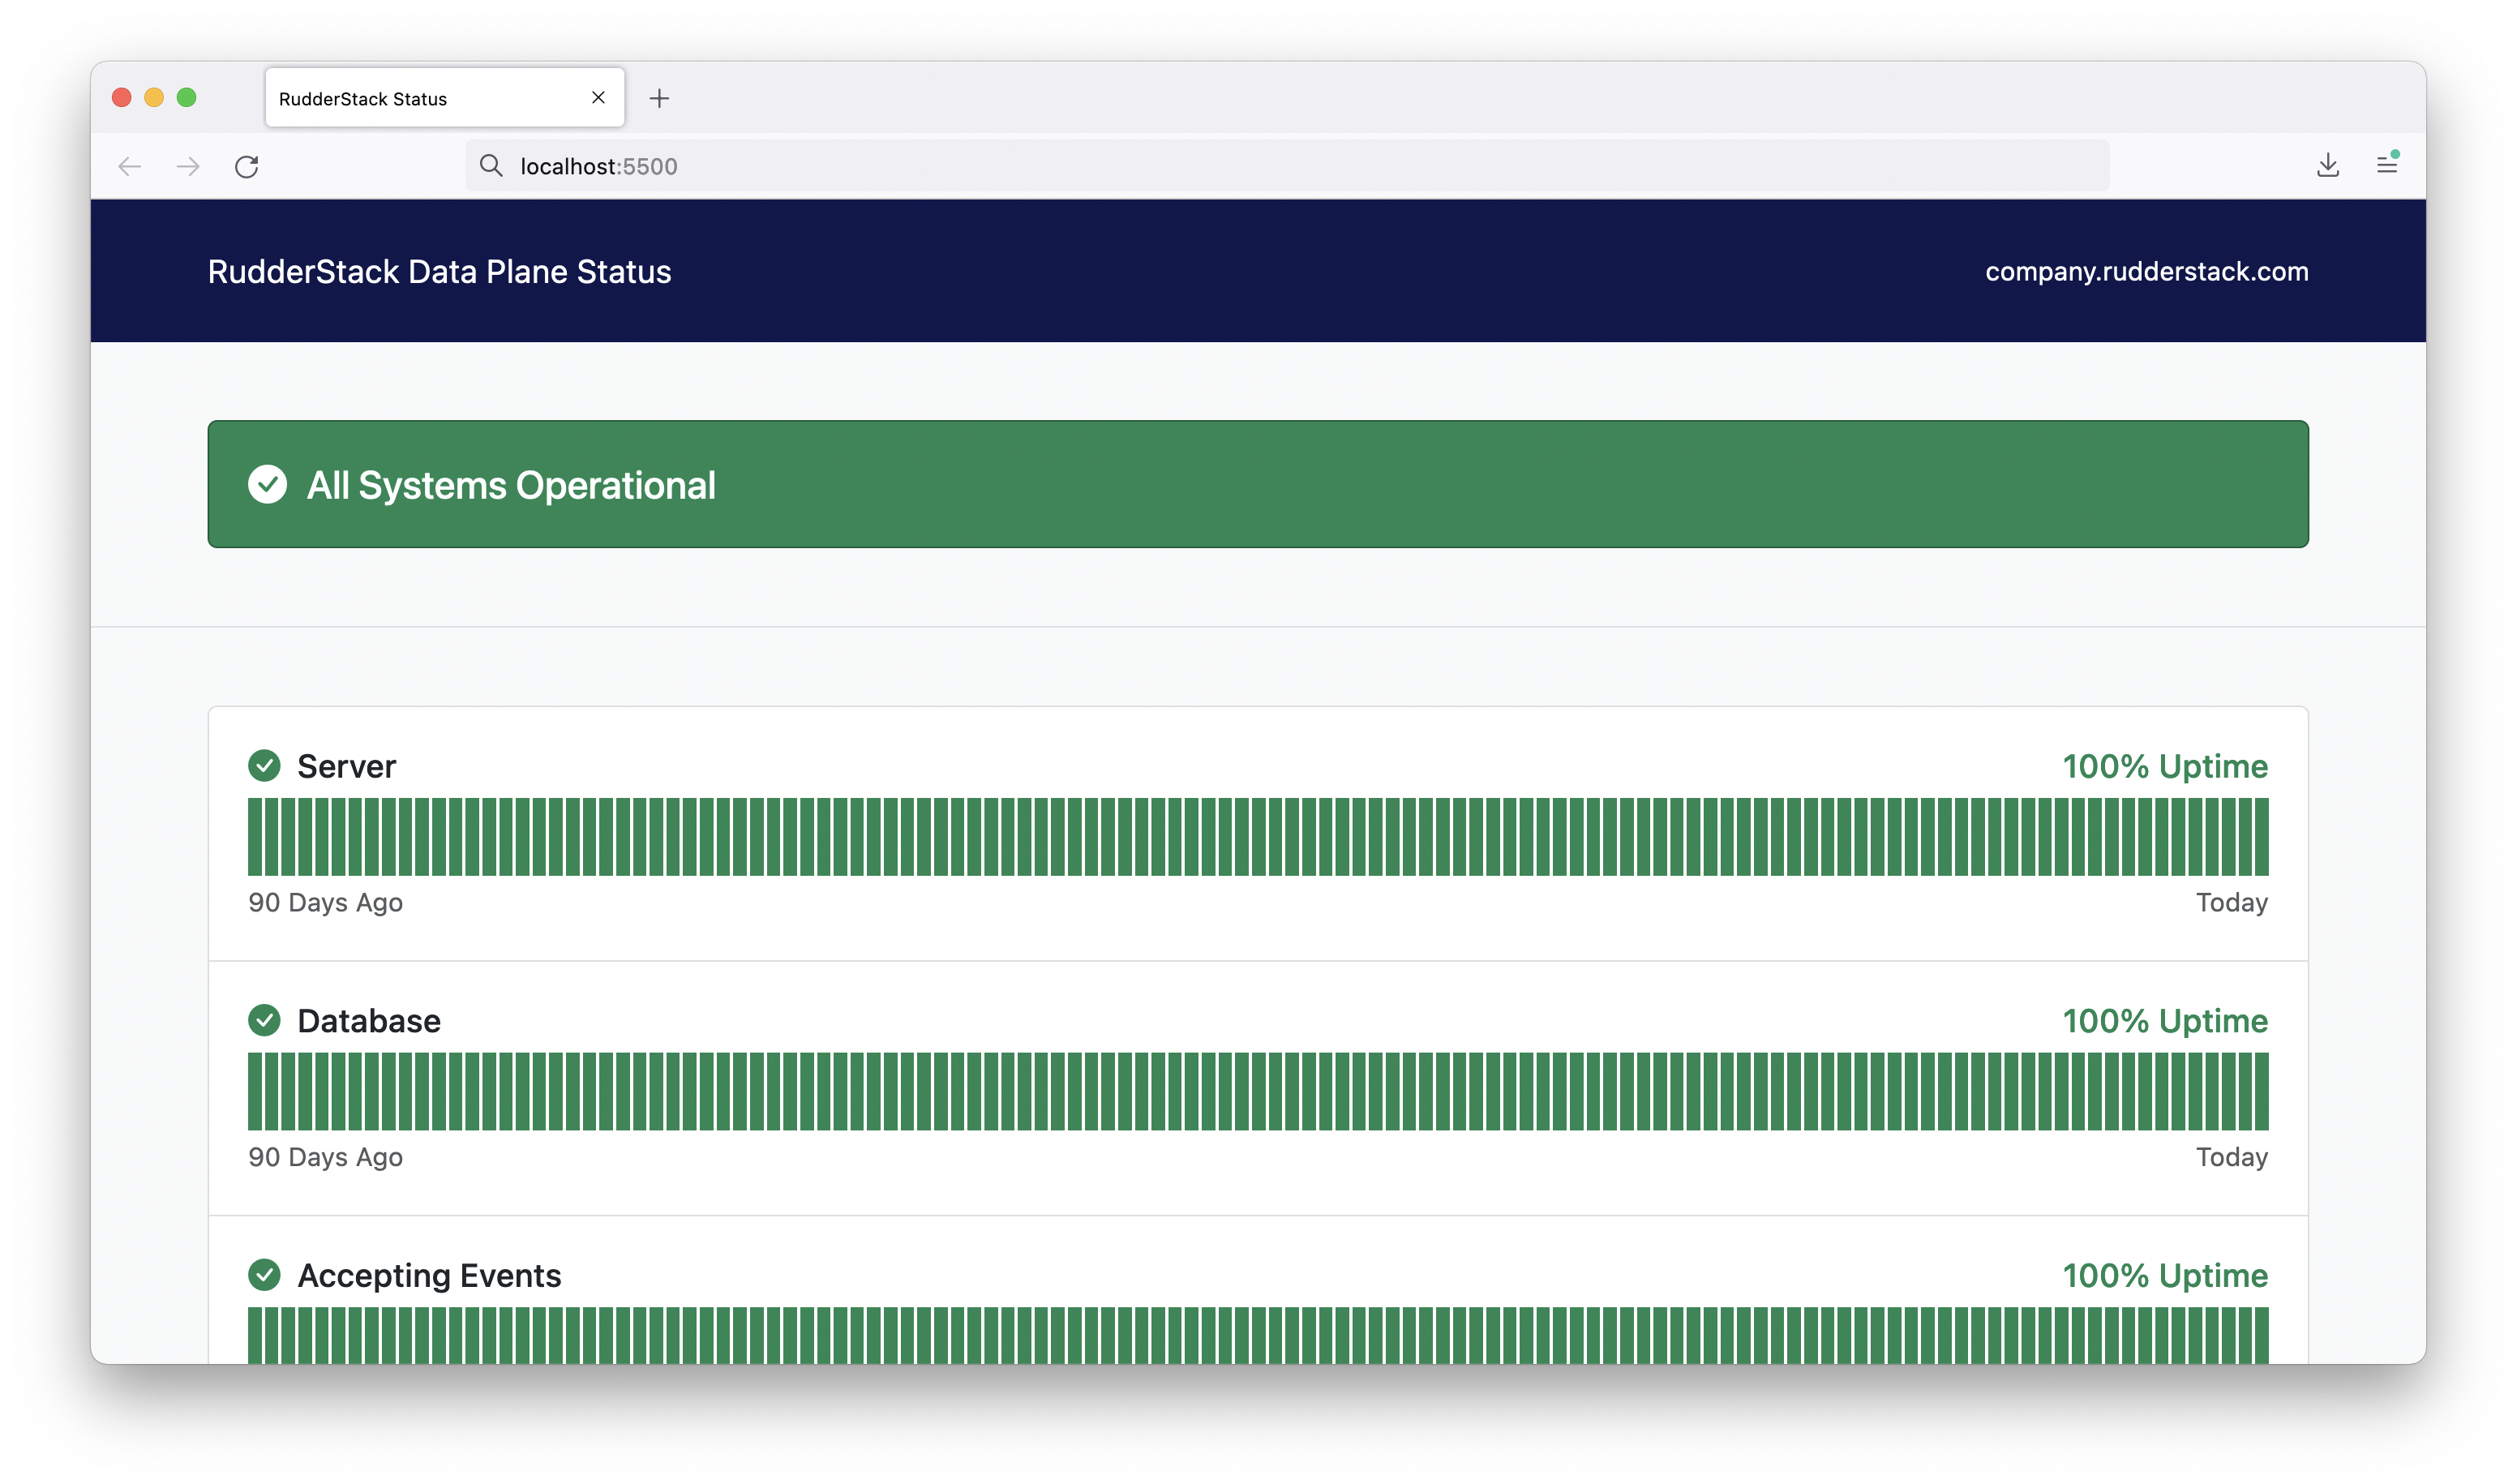 RudderStack Status
localhost:5500
RudderStack Data Plane Status
company.rudderstack.com
All Systems Operational
Server
100% Uptime
90 Days Ago
Today
Database
100% Uptime
90 Days Ago
Today
Accepting Events
100% Uptime